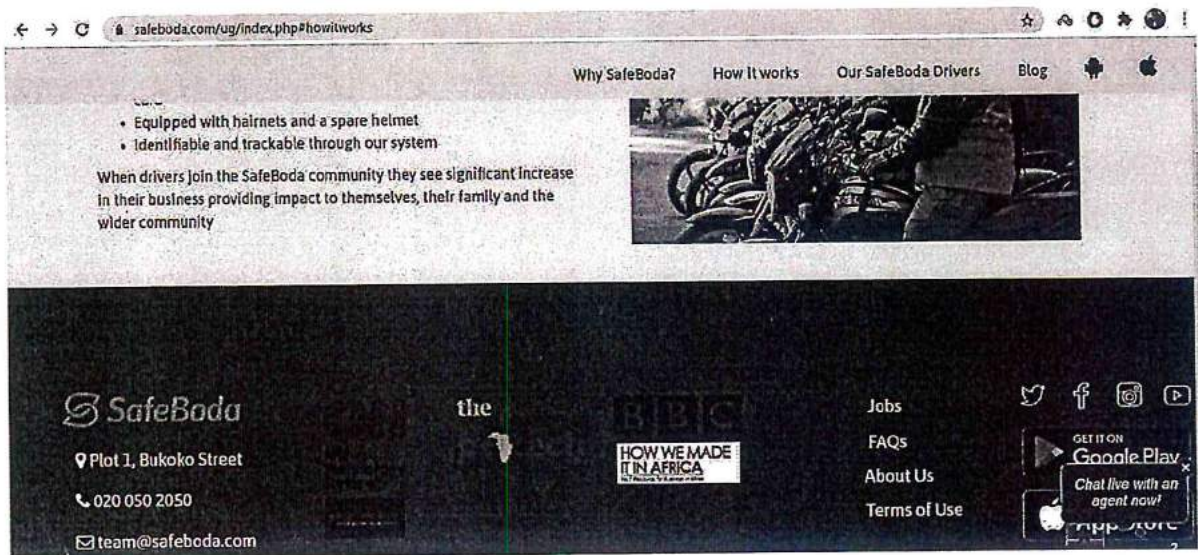 safeboda.com/ug/index.php#howitworks
Why SafeBoda? How it works Our SafeBoda Drivers Blog
• Equipped with hairnets and a spare helmet
• Identifiable and trackable through our system
When drivers join the SafeBoda community they see significant increase
in their business providing impact to themselves, their family and the
wider community
SafeBoda
Plot 1, Bukoko Street
020 050 2050
team@safeboda.com
the
BBC
HOW WE MADE
IT IN AFRICA
Jobs
FAQs
About Us
Terms of Use
GET IT ON
Google Play
Chat live with an
agent now!
App Store